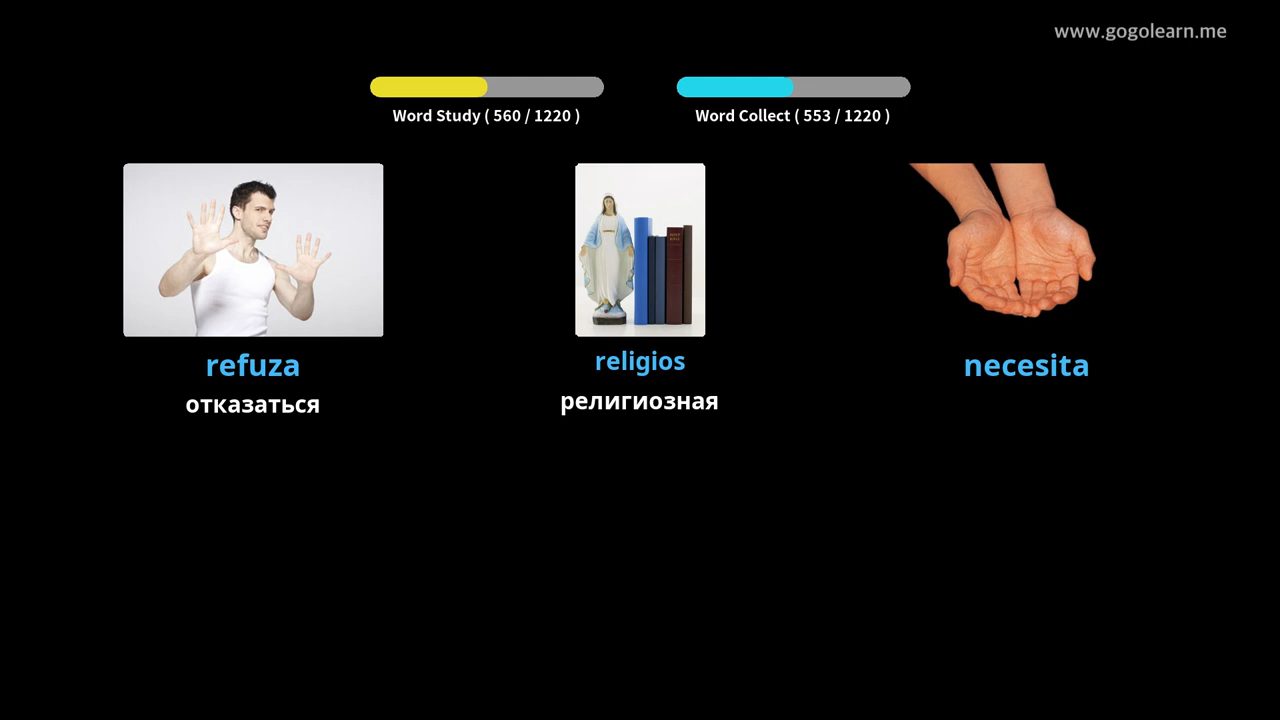 www.gogolearn.me
Word Study ( 560 / 1220 )
Word Collect ( 553 / 1220 )
refuza
religios
necesita
отказаться
религиозная